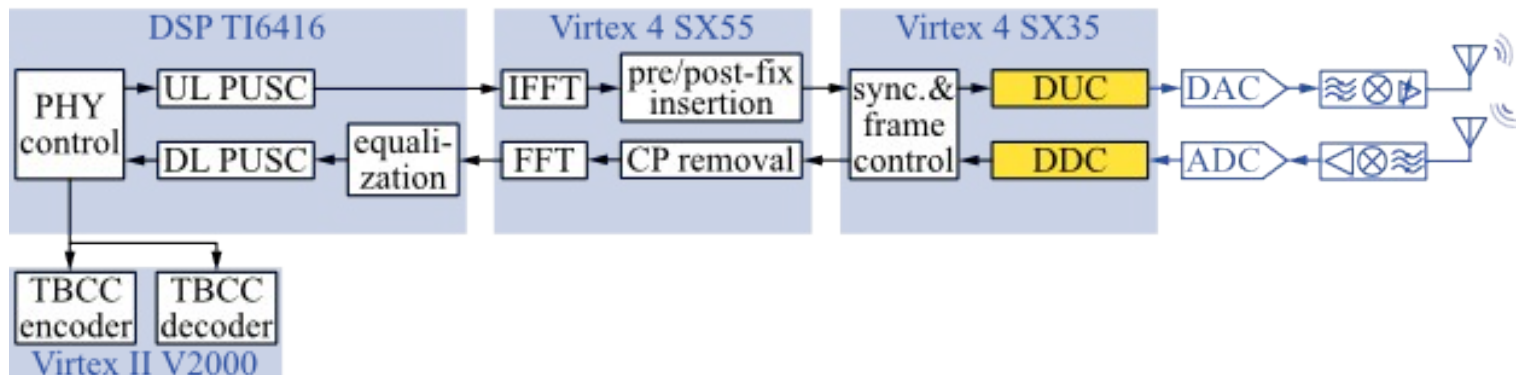 DSP TI6416
Virtex 4 SX55
Virtex 4 SX35
PHY
control
UL PUSC
IFFT
pre/post-fix
insertion
sync.&
frame
control
DUC
DAC
DL PUSC
equali-
zation
FFT
CP removal
DDC
ADC
TBCC
encoder
TBCC
decoder
Virtex II V2000